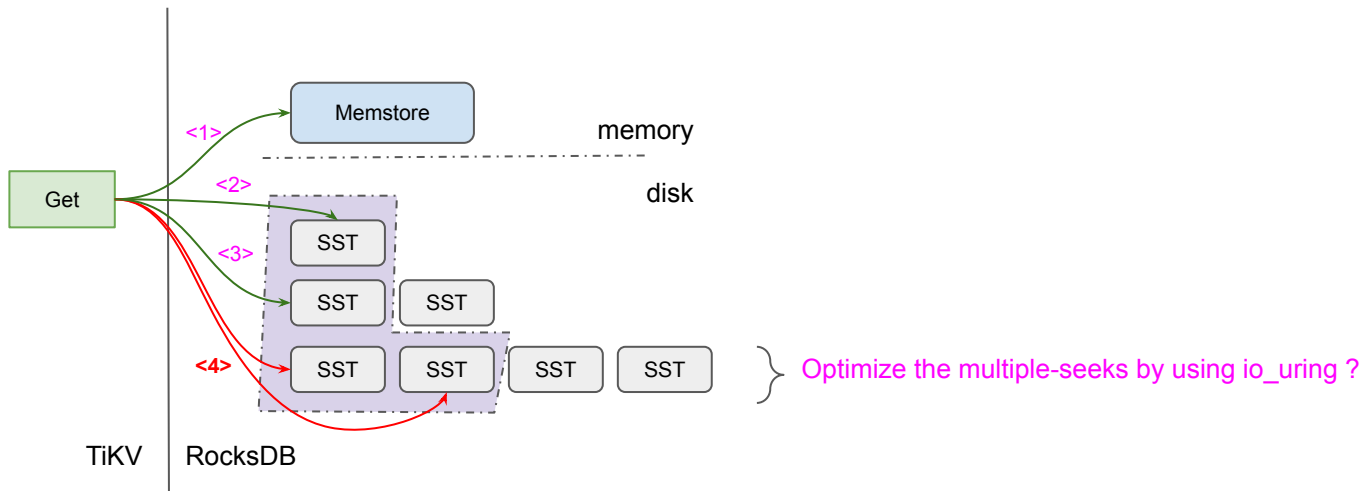 Memstore
<1>
memory
<2>
disk
Get
SST
<3>
SST
SST
<4>
SST
SST
SST
SST
Optimize the multiple-seeks by using io_uring ?
TiKV
RocksDB